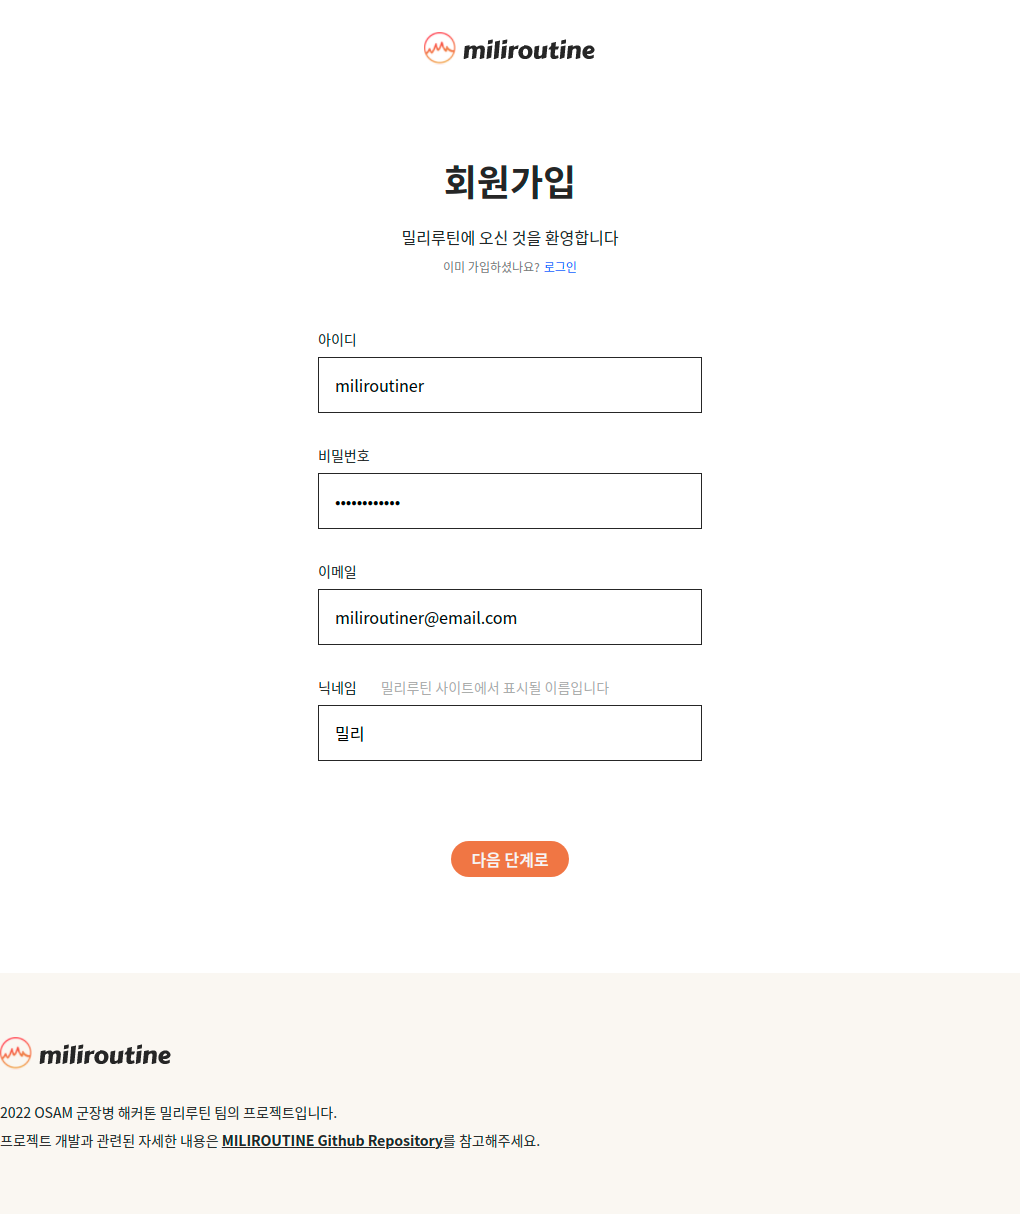 miliroutine
회원가입
밀리루틴에 오신 것을 환영합니다
이미 가입하셨나요? 로그인
아이디
miliroutiner
비밀번호
••••••••••••
이메일
miliroutiner@email.com
닉네임 밀리루틴 사이트에서 표시될 이름입니다
밀리
다음 단계로
miliroutine
2022 OSAM 군장병 해커톤 밀리루틴 팀의 프로젝트입니다.
프로젝트 개발과 관련된 자세한 내용은 MILIROUTINE Github Repository를 참고해주세요.